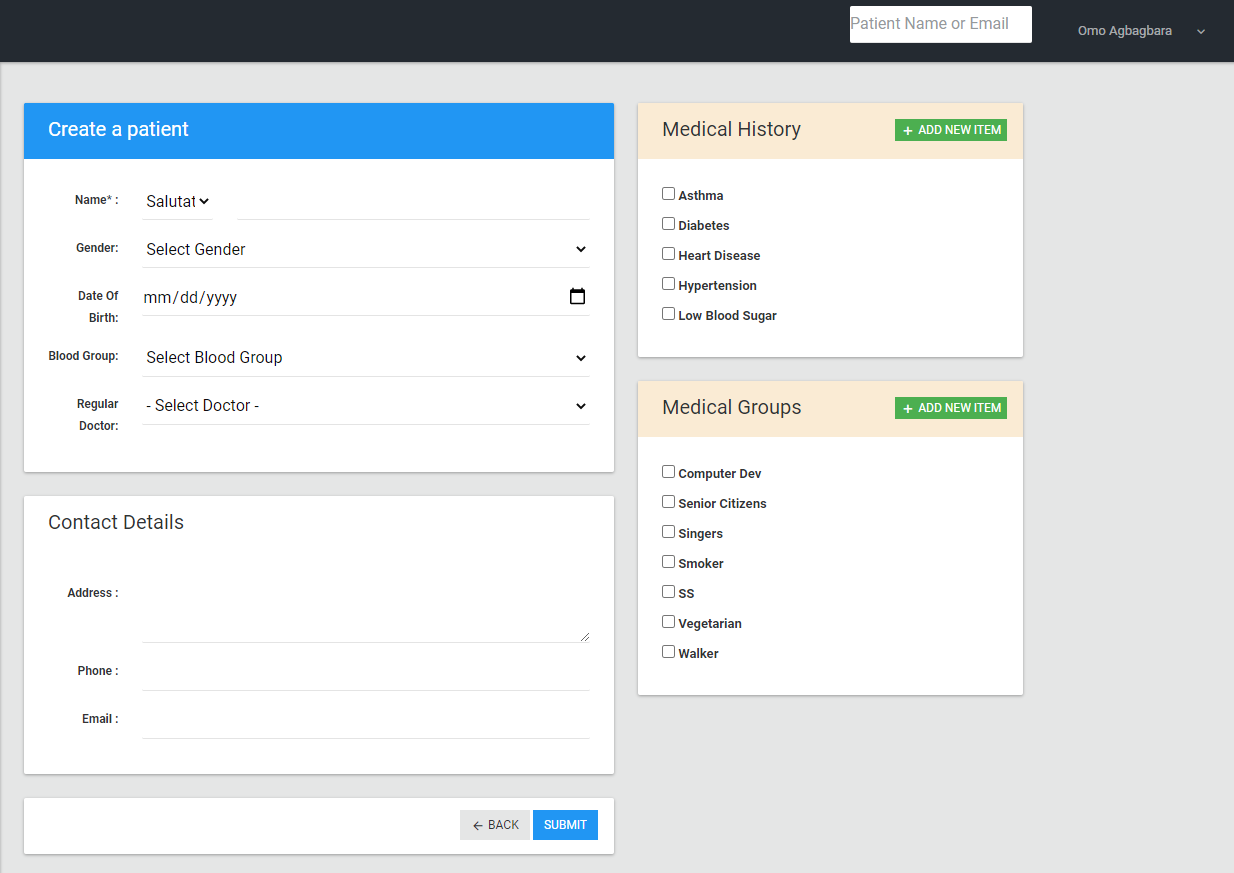 Patient Name or Email
Omo Agbagbara
Create a patient
Name* :
Salutat
Gender:
Select Gender
Date Of
Birth:
mm/dd/yyyy
Blood Group:
Select Blood Group
Regular
Doctor:
- Select Doctor -
Contact Details
Address :
Phone :
Email :
← BACK
SUBMIT
Medical History
+ ADD NEW ITEM
Asthma
Diabetes
Heart Disease
Hypertension
Low Blood Sugar
Medical Groups
+ ADD NEW ITEM
Computer Dev
Senior Citizens
Singers
Smoker
SS
Vegetarian
Walker